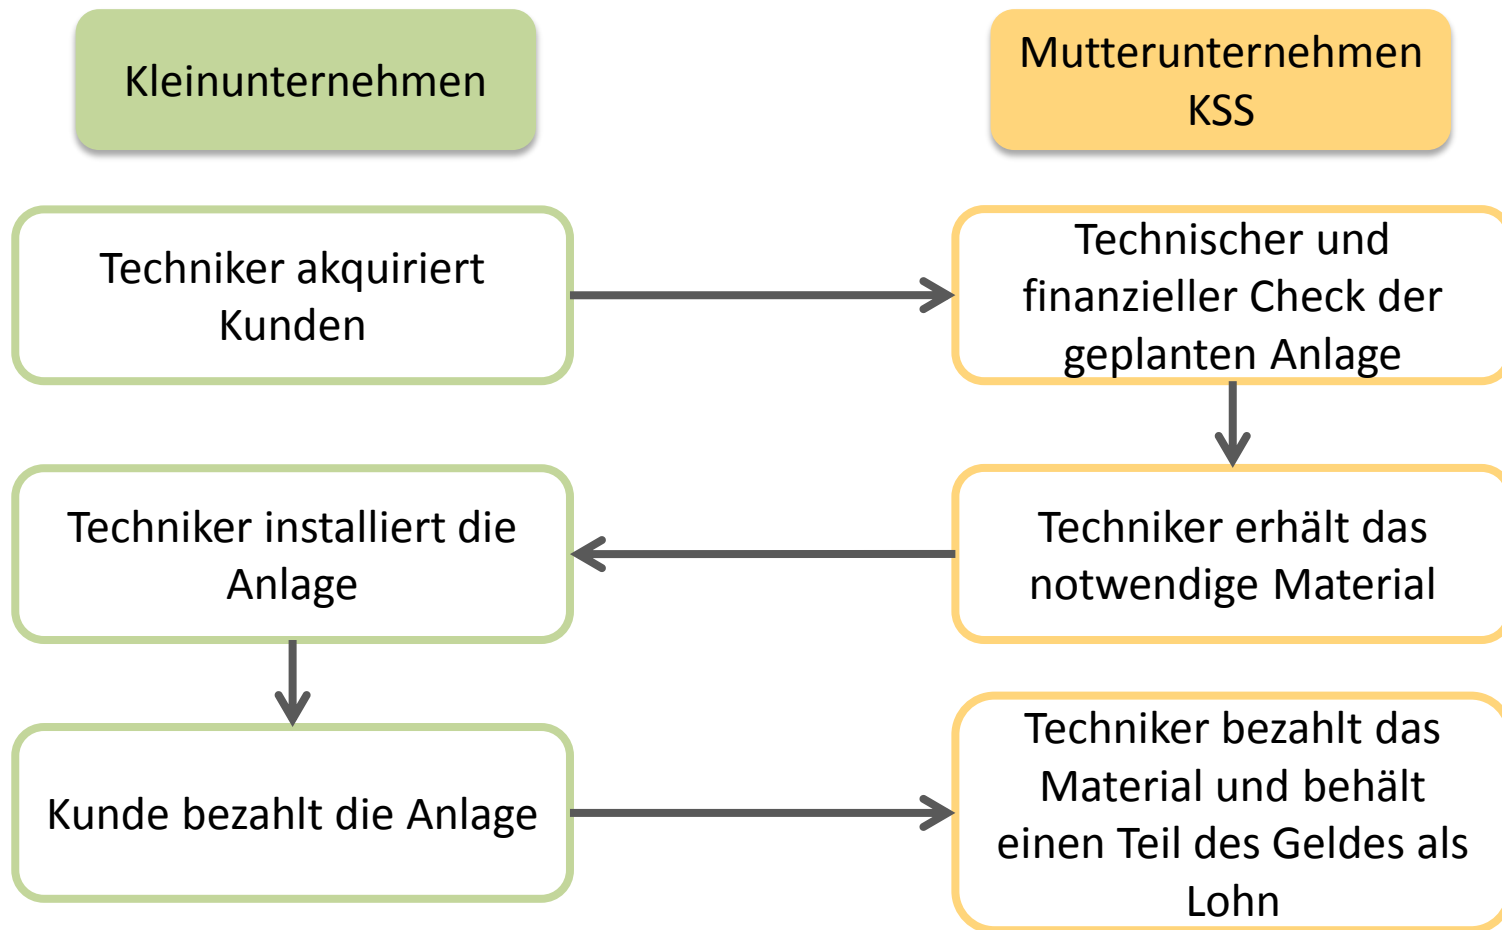 Kleinunternehmen
Mutterunternehmen
KSS
Techniker akquiriert
Kunden
Technischer und
finanzieller Check der
geplanten Anlage
Techniker installiert die
Anlage
Techniker erhält das
notwendige Material
Kunde bezahlt die Anlage
Techniker bezahlt das
Material und behält
einen Teil des Geldes als
Lohn